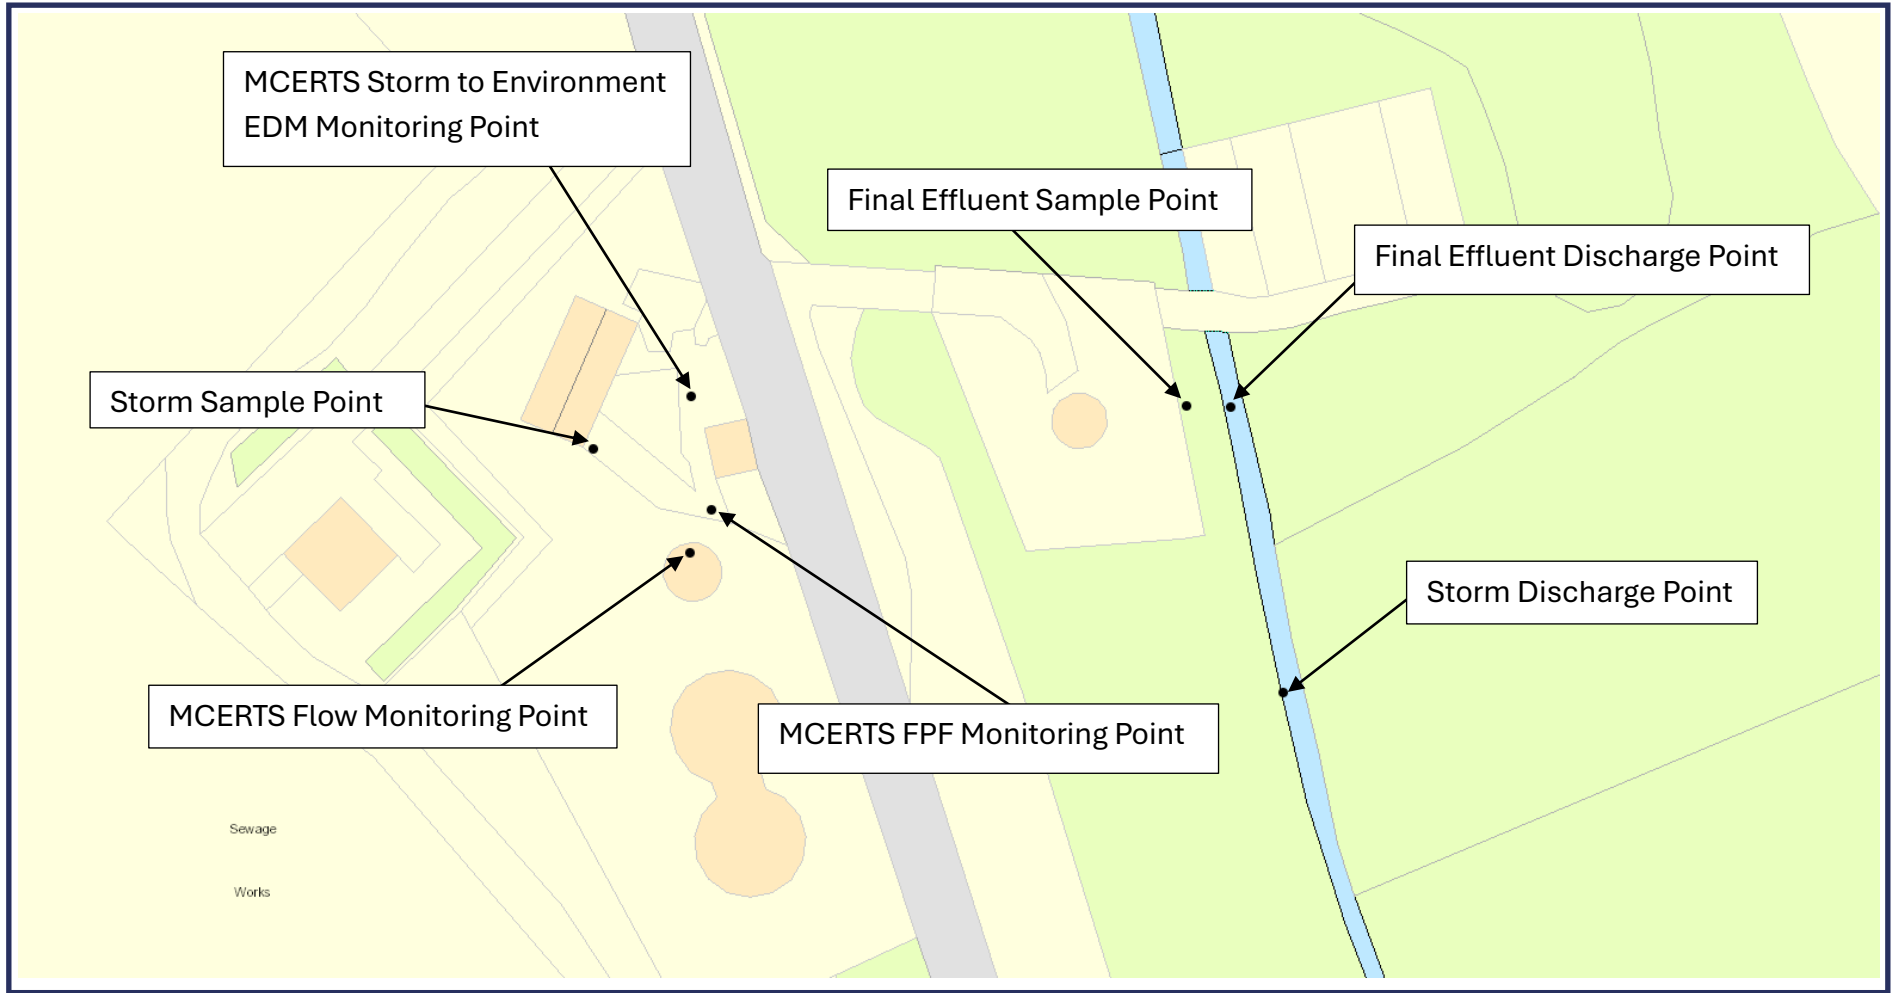 MCERTS Storm to Environment
EDM Monitoring Point
Final Effluent Sample Point
Final Effluent Discharge Point
Storm Sample Point
Storm Discharge Point
MCERTS Flow Monitoring Point
MCERTS FPF Monitoring Point
Sewage
Works